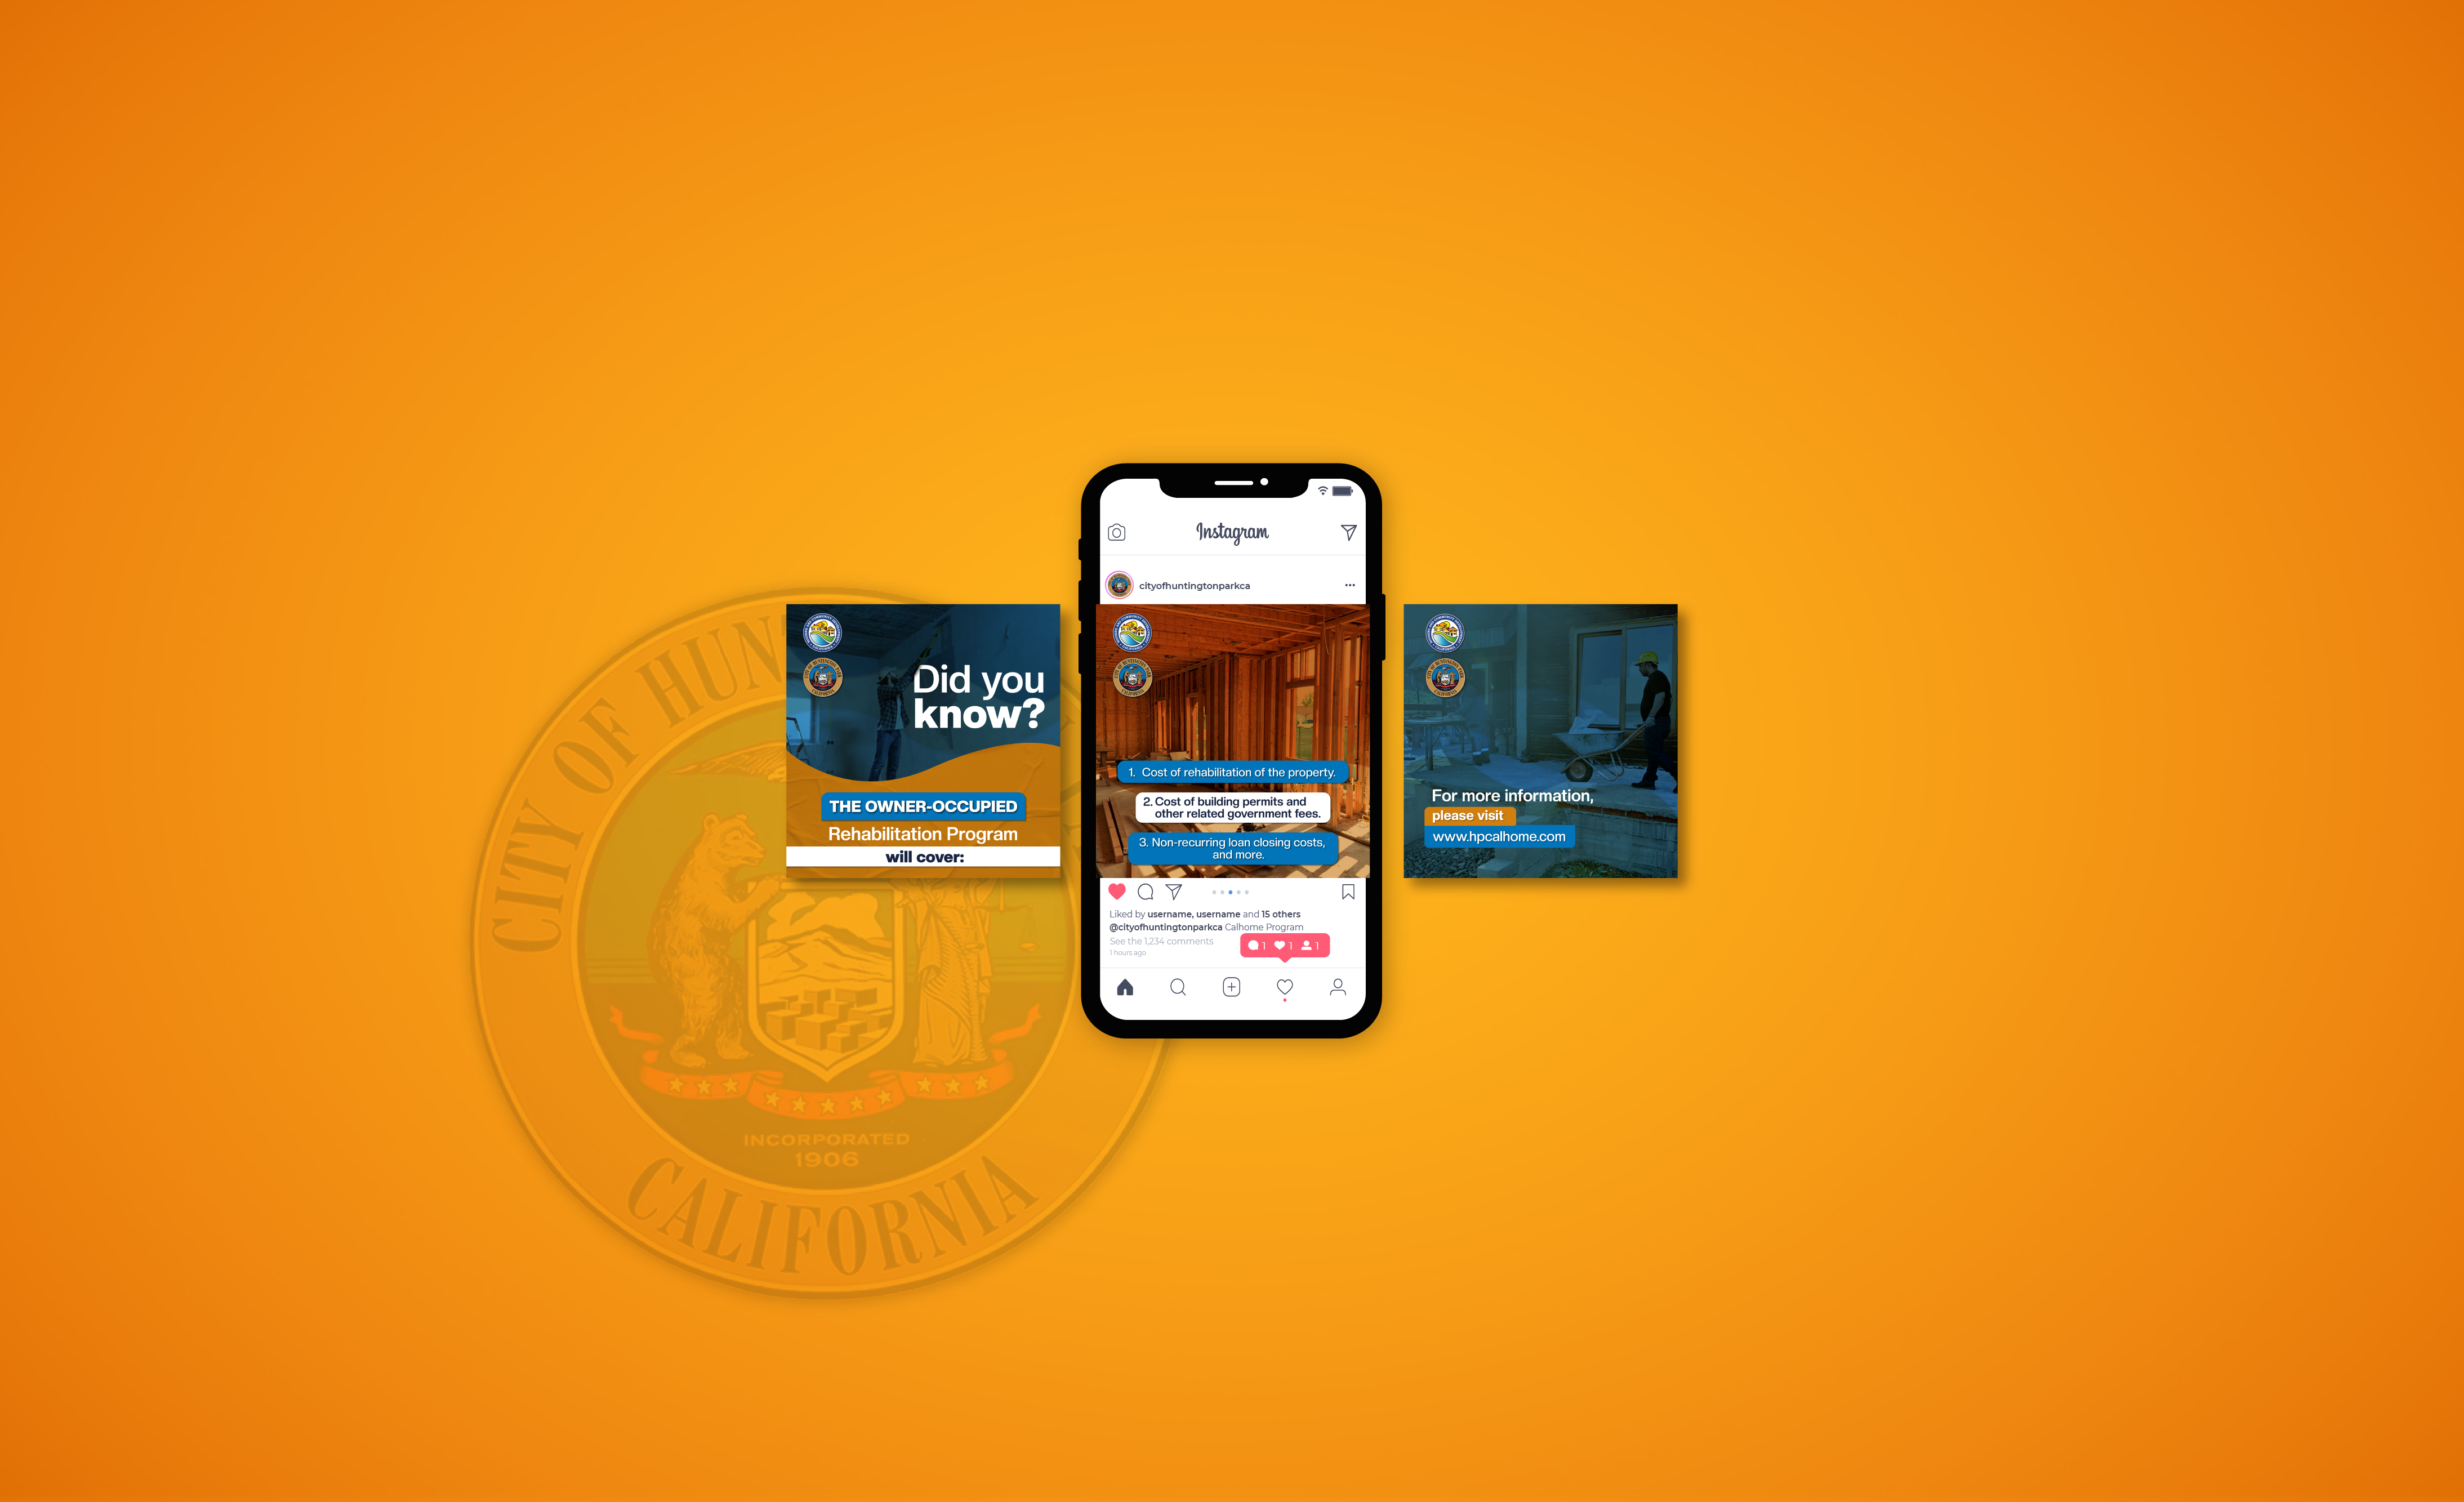 CITY OF HUN
INCORPORATED
1906
CALIFORNIA
Did you
know?
THE OWNER-OCCUPIED
Rehabilitation Program
will cover:
Instagram
cityofhuntingtonparkca
1. Cost of rehabilitation of the property.
2. Cost of building permits and
other related government fees.
3. Non-recurring loan closing costs,
and more.
Liked by username, username and 15 others
@cityofhuntingtonparkca Calhome Program
See the 1,234 comments
1 hours ago
1 1 1
For more information,
please visit
www.hpcalhome.com